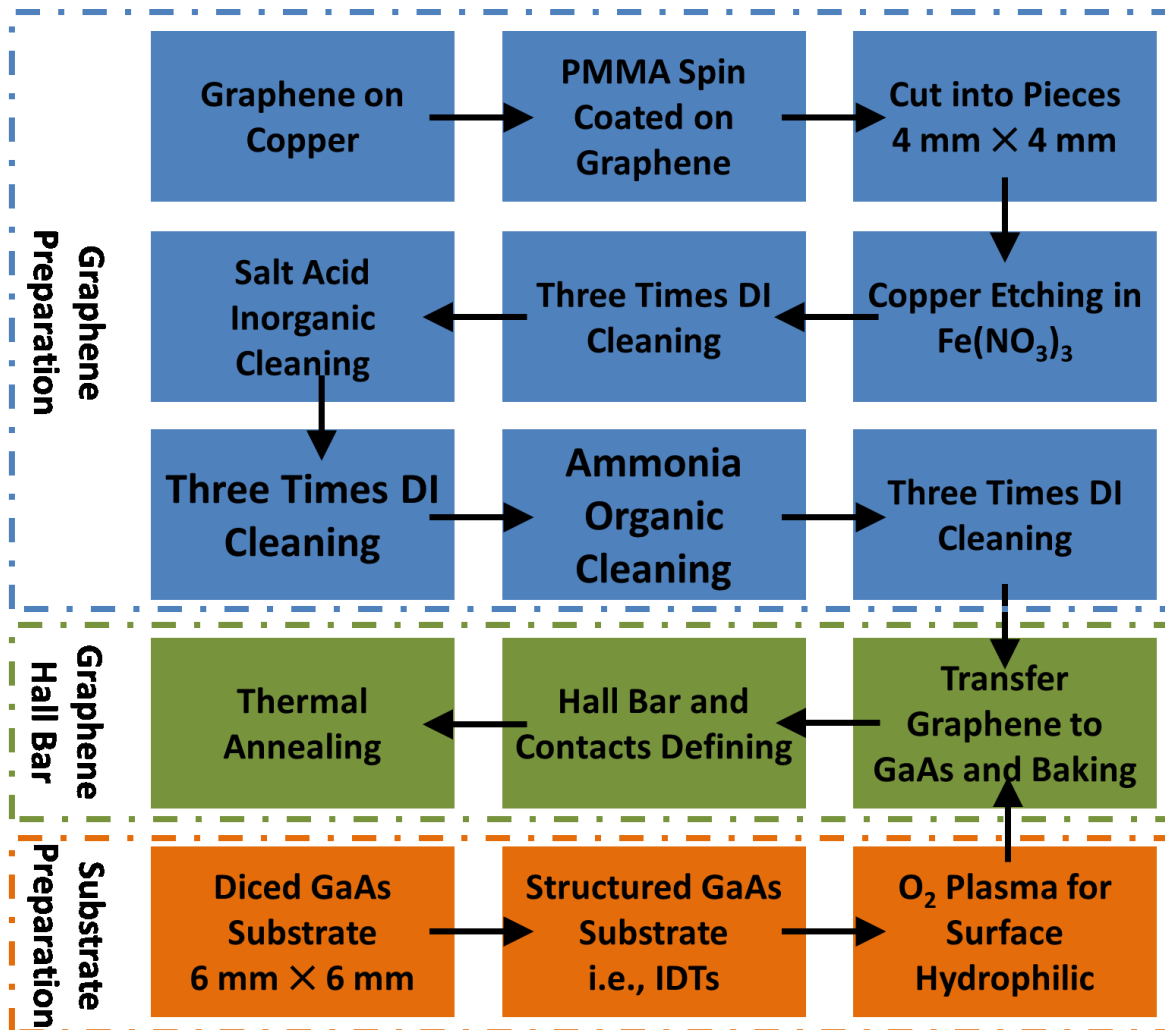 Graphene
Preparation
Graphene on
Copper
PMMA Spin
Coated on
Graphene
Cut into Pieces
4 mm × 4 mm
Salt Acid
Inorganic
Cleaning
Three Times DI
Cleaning
Copper Etching in
Fe(NO₃)₃
Three Times DI
Cleaning
Ammonia
Organic
Cleaning
Three Times DI
Cleaning
Graphene
Hall Bar
Thermal
Annealing
Hall Bar and
Contacts Defining
Transfer
Graphene to
GaAs and Baking
Substrate
Preparation
Diced GaAs
Substrate
6 mm × 6 mm
Structured GaAs
Substrate
i.e., IDTs
O₂ Plasma for
Surface
Hydrophilic